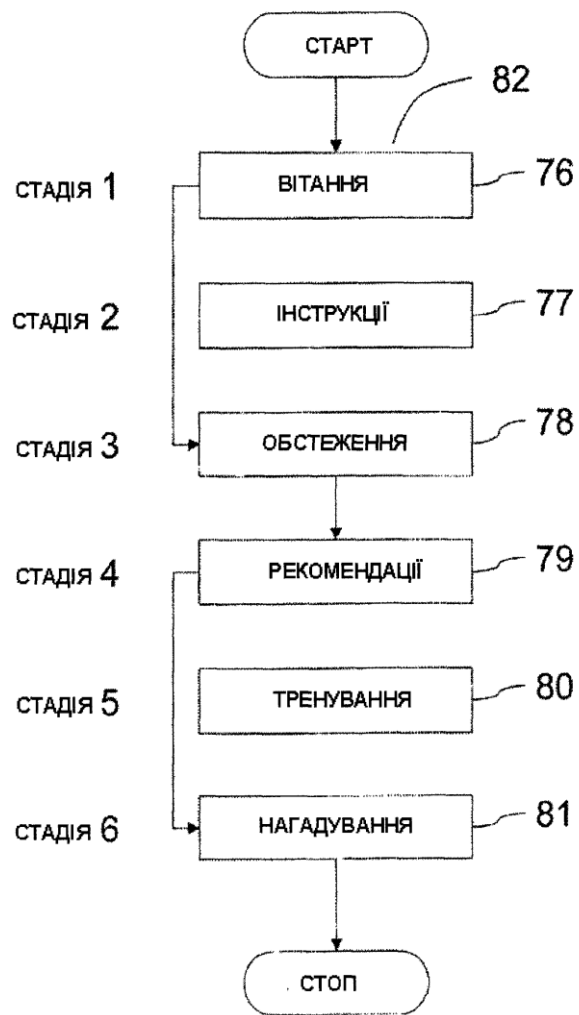 СТАРТ
82
СТАДІЯ 1 ВІТАННЯ 76
СТАДІЯ 2 ІНСТРУКЦІЇ 77
СТАДІЯ 3 ОБСТЕЖЕННЯ 78
СТАДІЯ 4 РЕКОМЕНДАЦІЇ 79
СТАДІЯ 5 ТРЕНУВАННЯ 80
СТАДІЯ 6 НАГАДУВАННЯ 81
СТОП